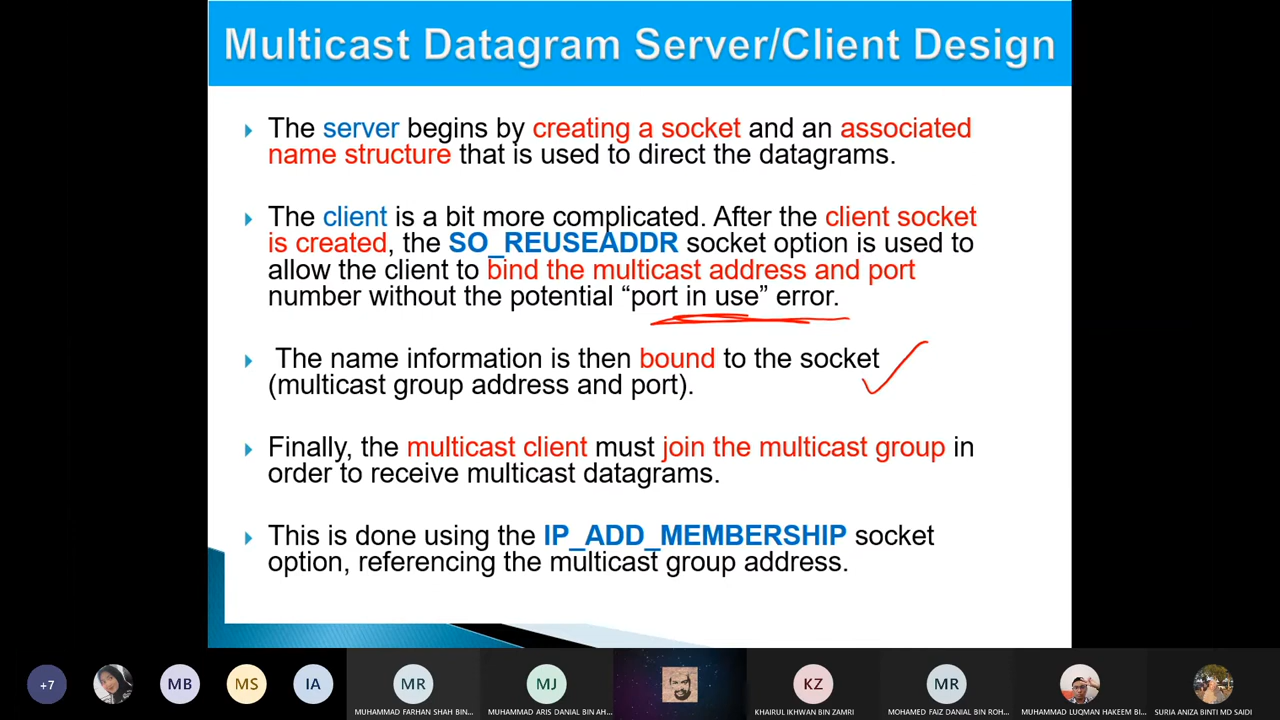 Multicast Datagram Server/Client Design
The server begins by creating a socket and an associated
name structure that is used to direct the datagrams.
The client is a bit more complicated. After the client socket
is created, the SO_REUSEADDR socket option is used to
allow the client to bind the multicast address and port
number without the potential “port in use” error.
The name information is then bound to the socket
(multicast group address and port).
Finally, the multicast client must join the multicast group in
order to receive multicast datagrams.
This is done using the IP_ADD_MEMBERSHIP socket
option, referencing the multicast group address.
+7 MB MS IA MR MJ KZ MR
MUHAMMAD FARHAN SHAH BIN... MUHAMMAD ARIS DANIAL BIN AH... KHAIRUL IKHWAN BIN ZAMRI MOHAMED FAIZ DANIAL BIN ROH... MUHAMMAD LUQMAN HAKEEM BI... SURIA ANIZA BINTI MD SAIDI